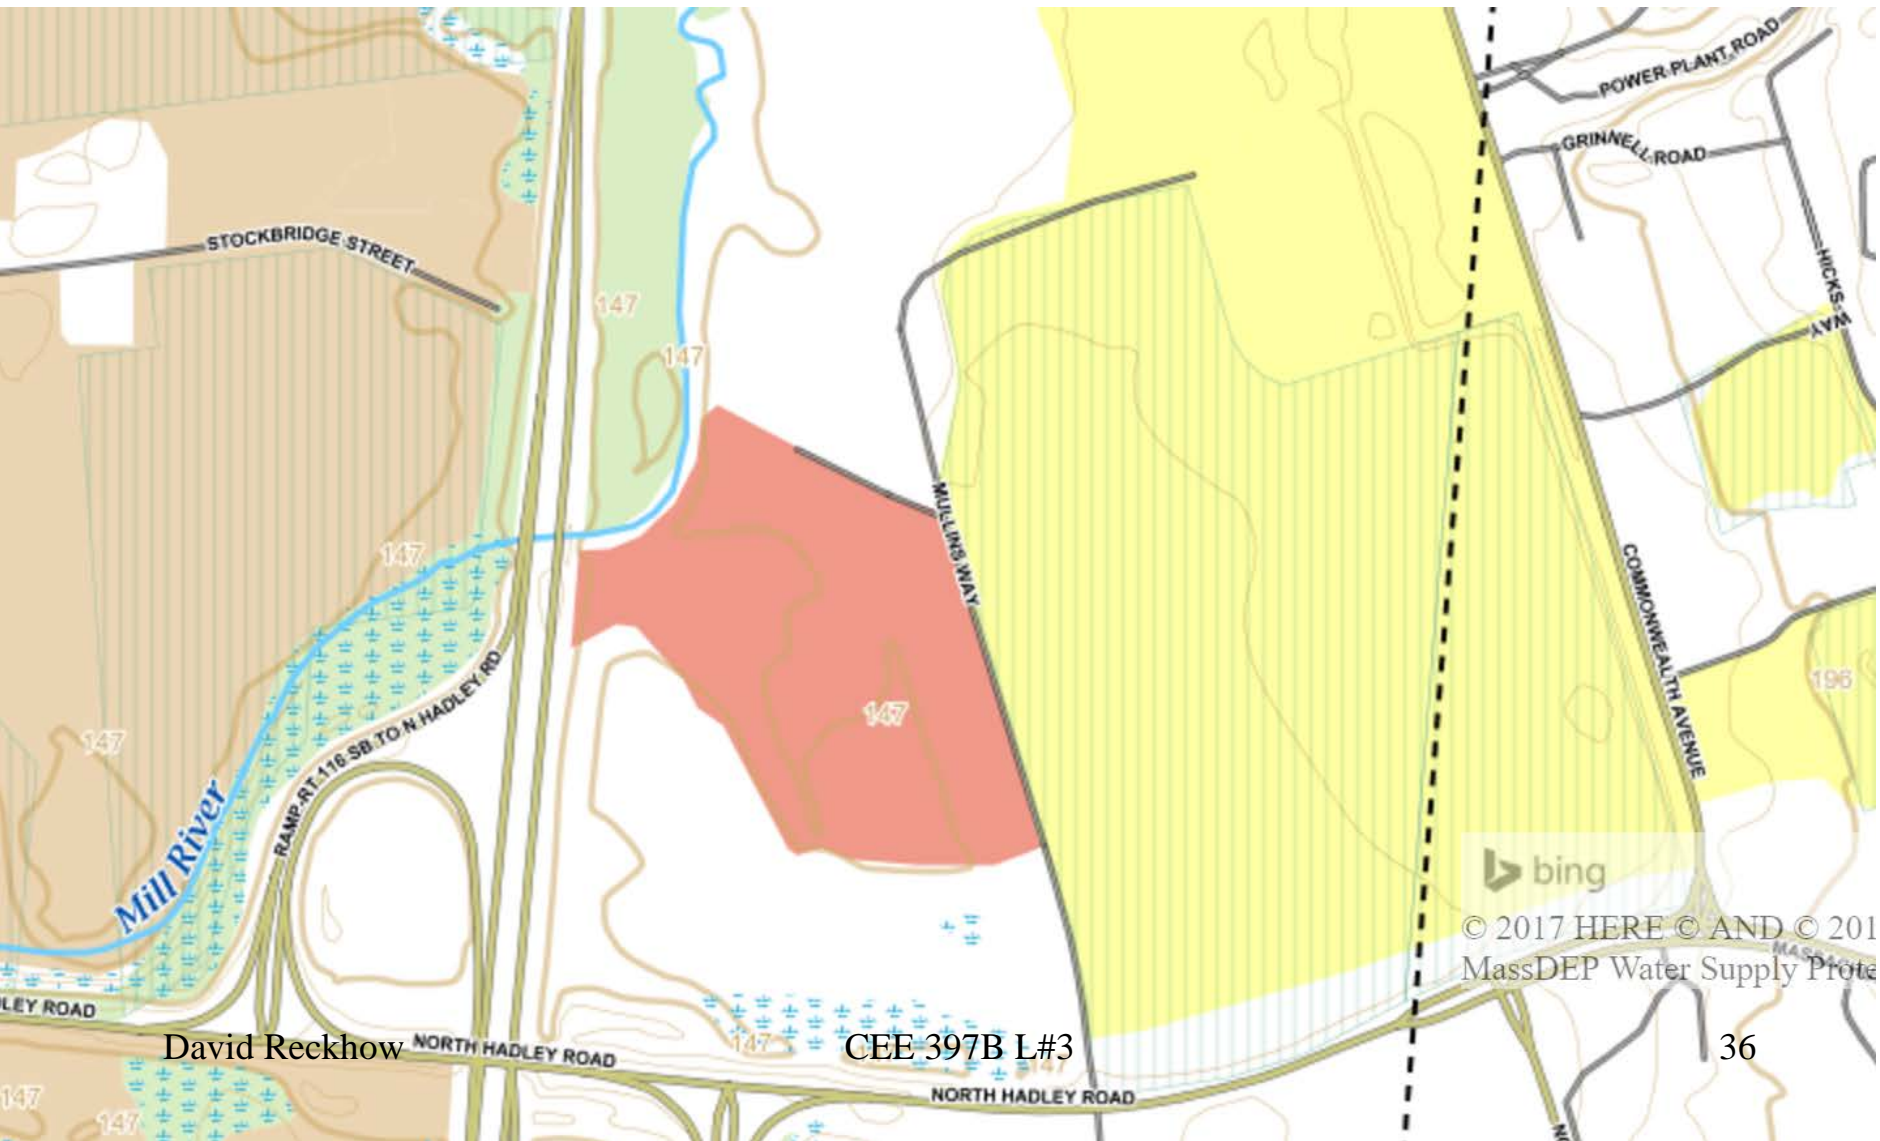 POWER PLANT ROAD
GRINNELL ROAD
STOCKBRIDGE STREET
HICKS WAY
147
147
MULLINS WAY
147
COMMONWEALTH AVENUE
RAMP-RT 116 SB TO N HADLEY RD
196
147
147
Mill River
bing
© 2017 HERE © AND © 201
MassDEP Water Supply Prote
LEY ROAD
NORTH HADLEY ROAD
David Reckhow
CEE 397B L#3
36
147
147
NORTH HADLEY ROAD
147
147